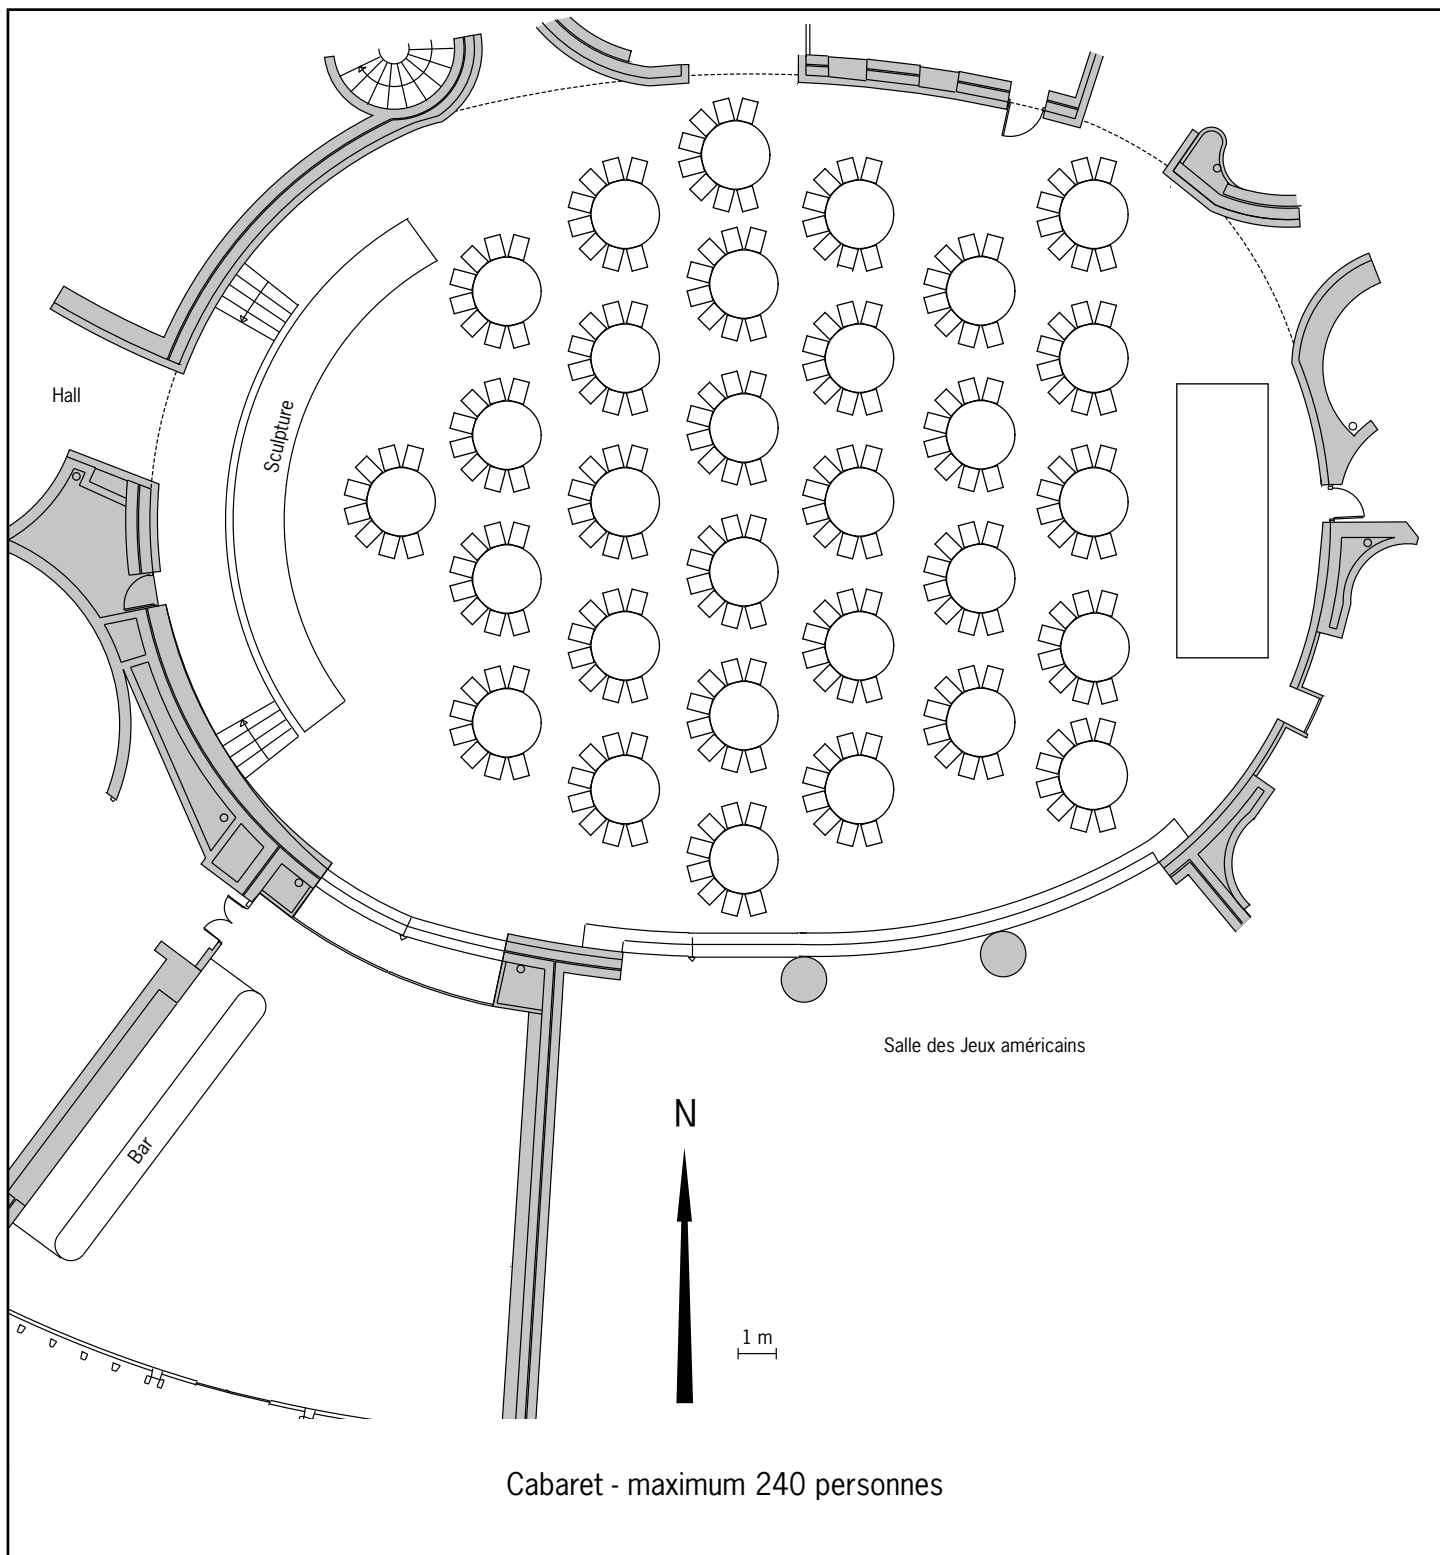 Hall
Sculpture
Salle des Jeux américains
N
Bar
1 m
Cabaret - maximum 240 personnes